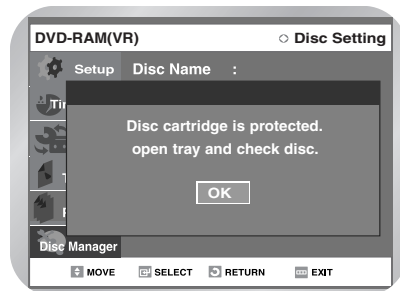 DVD-RAM(VR) Disc Setting
Setup Disc Name :
Disc cartridge is protected.
open tray and check disc.
OK
Disc Manager
MOVE SELECT RETURN EXIT